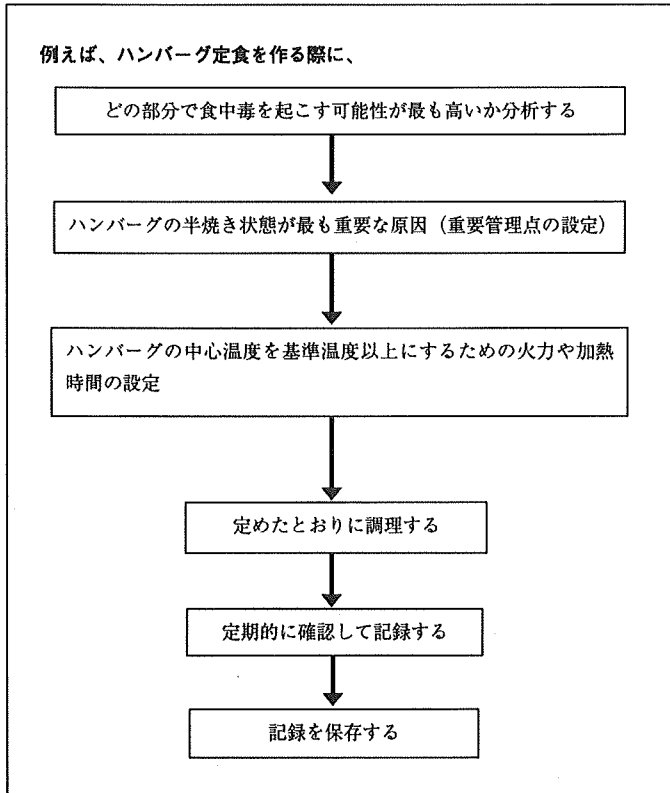 例えば、ハンバーグ定食を作る際に、
どの部分で食中毒を起こす可能性が最も高いか分析する
ハンバーグの半焼き状態が最も重要な原因（重要管理点の設定）
ハンバーグの中心温度を基準温度以上にするための火力や加熱
時間の設定
定めたとおりに調理する
定期的に確認して記録する
記録を保存する